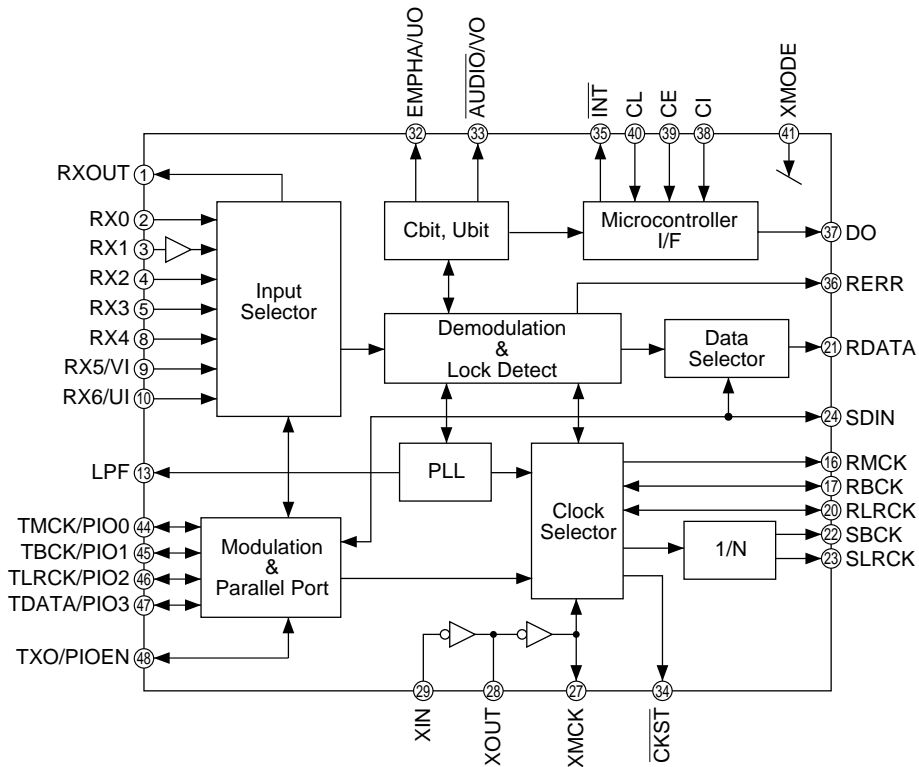 EMPHA/UO
AUDIO/VO
INT
CL
CE
CI
XMODE
32
33
35
40
39
38
41
RXOUT 1
RX0 2
RX1 3
RX2 4
RX3 5
RX4 8
RX5/VI 9
RX6/UI 10
Input
Selector
Cbit, Ubit
Microcontroller
I/F
37 DO
36 RERR
Demodulation
&
Lock Detect
Data
Selector
21 RDATA
24 SDIN
LPF 13
PLL
Clock
Selector
16 RMCK
17 RBCK
20 RLRCK
22 SBCK
23 SLRCK
1/N
TMCK/PIO0 44
TBCK/PIO1 45
TLRCK/PIO2 46
TDATA/PIO3 47
TXO/PIOEN 48
Modulation
&
Parallel Port
29
28
27
34
XIN
XOUT
XMCK
CKST